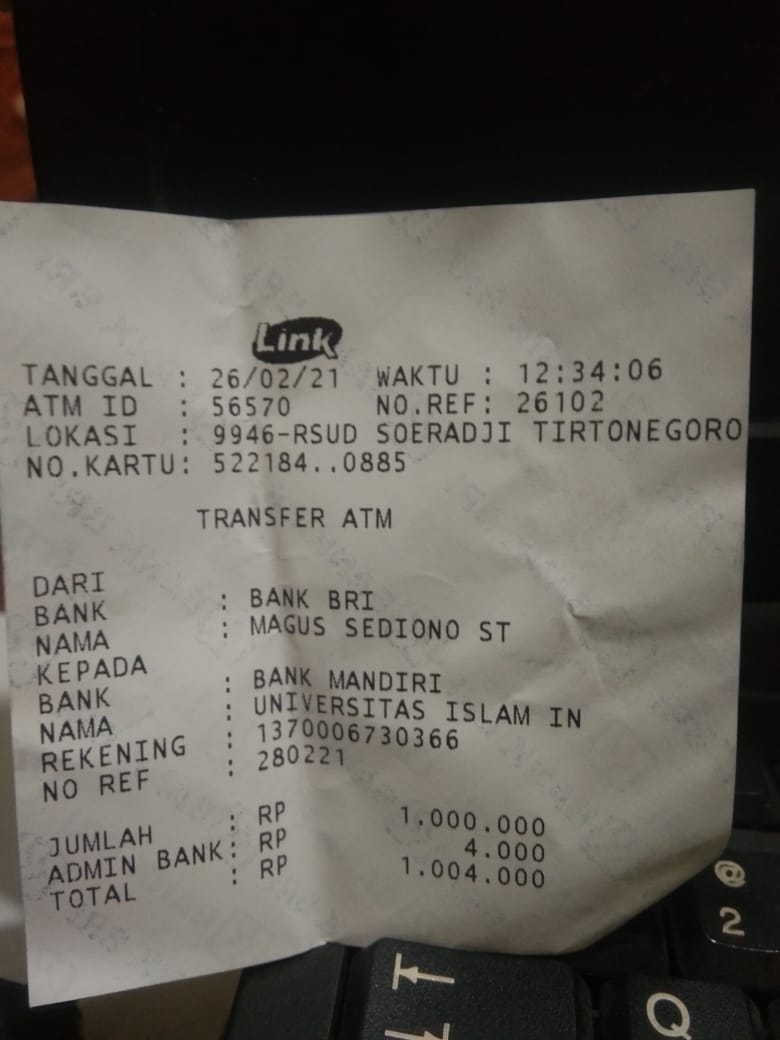 Link
TANGGAL : 26/02/21 WAKTU : 12:34:06
ATM ID : 56570 NO.REF: 26102
LOKASI : 9946-RSUD SOERADJI TIRTONEGORO
NO.KARTU: 522184..0885
TRANSFER ATM
DARI
BANK : BANK BRI
NAMA : MAGUS SEDIONO ST
KEPADA
BANK : BANK MANDIRI
NAMA : UNIVERSITAS ISLAM IN
REKENING : 1370006730366
NO REF : 280221
JUMLAH : RP 1.000.000
ADMIN BANK: RP 4.000
TOTAL : RP 1.004.000
@
2
Q